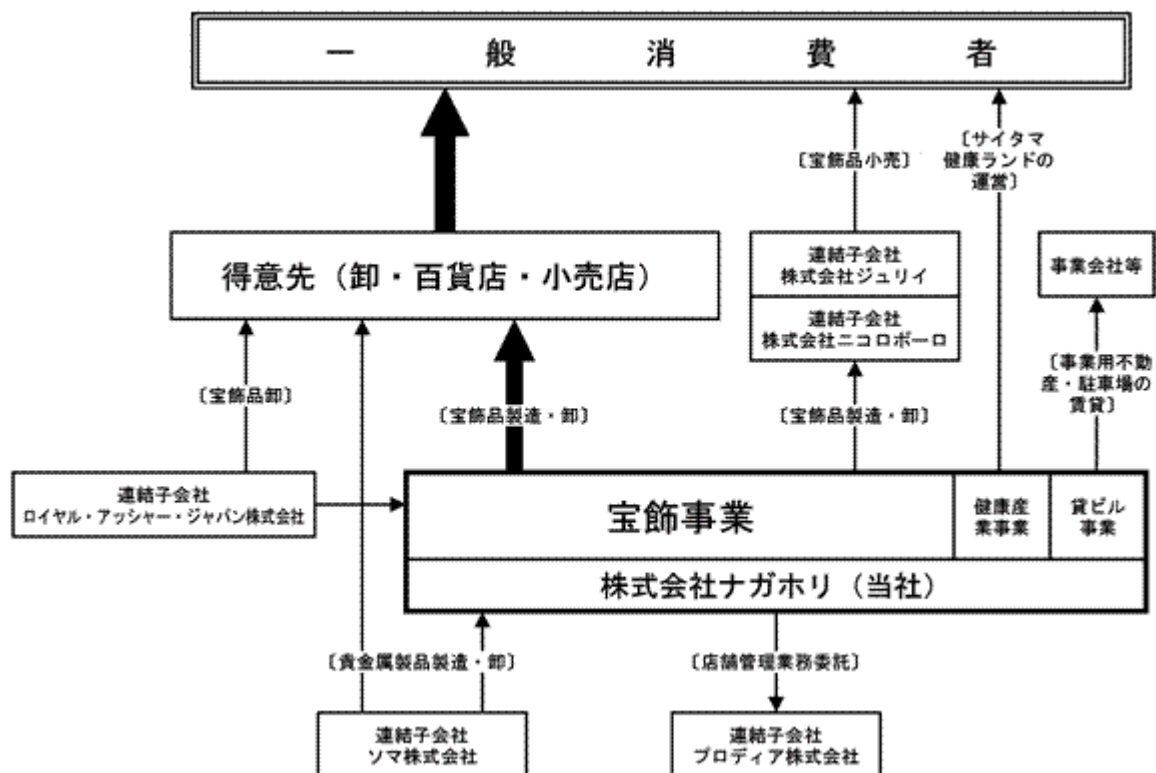 一般消費者
〔サイタマ
健康ランドの
運営〕
〔宝飾品小売〕
得意先（卸・百貨店・小売店）
連結子会社
株式会社ジュリイ
連結子会社
株式会社ニコロポーロ
事業会社等
〔宝飾品卸〕
〔宝飾品製造・卸〕
〔宝飾品製造・卸〕
〔事業用不動
産・駐車場の
賃貸〕
連結子会社
ロイヤル・アッシャー・ジャパン株式会社
宝飾事業
健康産
業事業
貸ビル
事業
株式会社ナガホリ（当社）
〔貴金属製品製造・卸〕
〔店舗管理業務委託〕
連結子会社
ソマ株式会社
連結子会社
プロディア株式会社